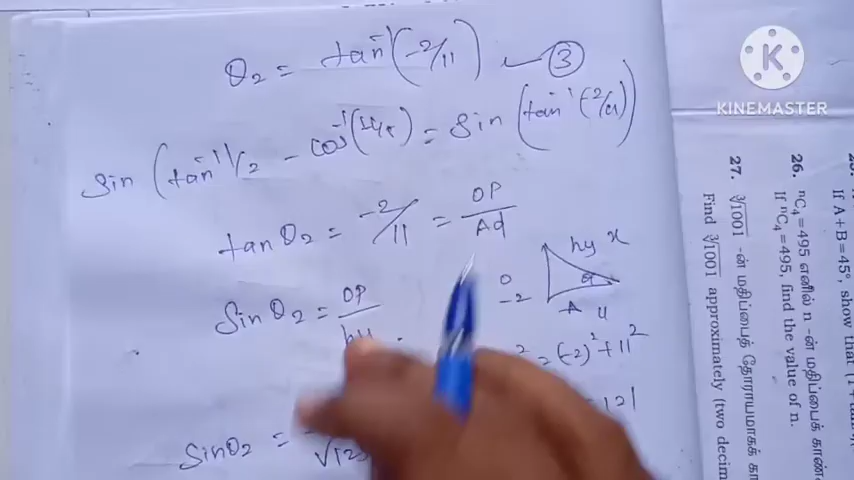 θ₂ = tan⁻¹(-2/11) ③
sin (tan⁻¹ 1/2 - cos⁻¹(4/5)) = sin (tan⁻¹(-2/11))
tan θ₂ = -2/11 = OP/Ad
Sin θ₂ = OP/hy
hy x
θ
O
-2
A 11
² = (-2)² + 11²
121
sin θ₂ =
K
KINEMASTER
If A+B=45°, show that
26. ⁿC₄=495 எனில் n -ன் மதிப்பைக் காண்
If ⁿC₄=495, find the value of n.
27. ∛1001 -ன் மதிப்பைத் தோராயமாகக்
Find ∛1001 approximately (two decim